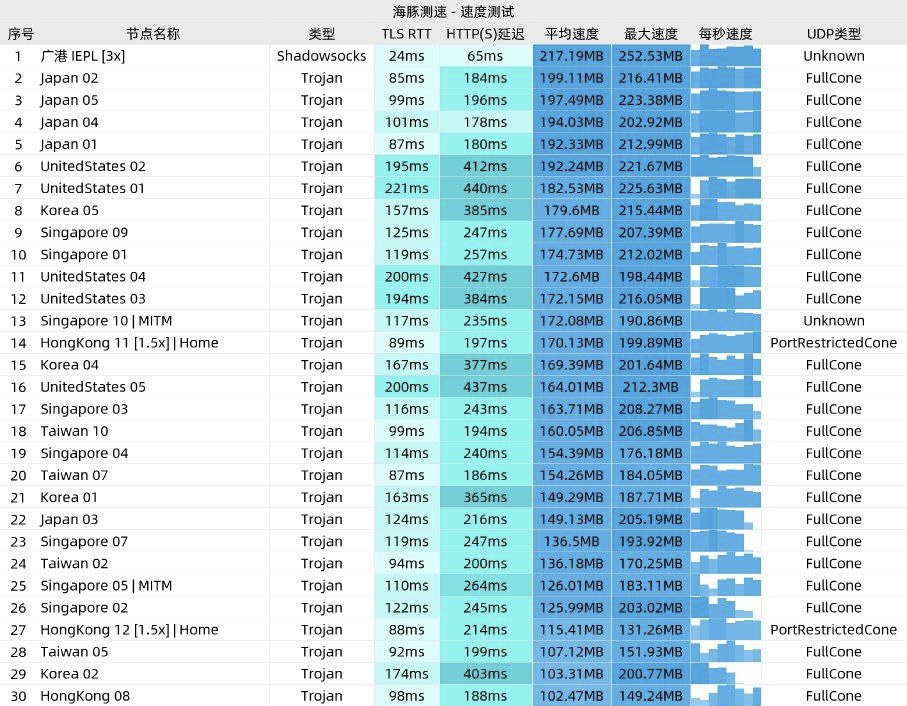 海豚测速 - 速度测试
序号 节点名称 类型 TLS RTT HTTP(S)延迟 平均速度 最大速度 每秒速度 UDP类型
1 广港 IEPL [3x] Shadowsocks 24ms 65ms 217.19MB 252.53MB Unknown
2 Japan 02 Trojan 85ms 184ms 199.11MB 216.41MB FullCone
3 Japan 05 Trojan 99ms 196ms 197.49MB 223.38MB FullCone
4 Japan 04 Trojan 101ms 178ms 194.03MB 202.92MB FullCone
5 Japan 01 Trojan 87ms 180ms 192.33MB 212.99MB FullCone
6 UnitedStates 02 Trojan 195ms 412ms 192.24MB 221.67MB FullCone
7 UnitedStates 01 Trojan 221ms 440ms 182.53MB 225.63MB FullCone
8 Korea 05 Trojan 157ms 385ms 179.6MB 215.44MB FullCone
9 Singapore 09 Trojan 125ms 247ms 177.69MB 207.39MB FullCone
10 Singapore 01 Trojan 119ms 257ms 174.73MB 212.02MB FullCone
11 UnitedStates 04 Trojan 200ms 427ms 172.6MB 198.44MB FullCone
12 UnitedStates 03 Trojan 194ms 384ms 172.15MB 216.05MB FullCone
13 Singapore 10 | MITM Trojan 117ms 235ms 172.08MB 190.86MB Unknown
14 HongKong 11 [1.5x] | Home Trojan 89ms 197ms 170.13MB 199.89MB PortRestrictedCone
15 Korea 04 Trojan 167ms 377ms 169.39MB 201.64MB FullCone
16 UnitedStates 05 Trojan 200ms 437ms 164.01MB 212.3MB FullCone
17 Singapore 03 Trojan 116ms 243ms 163.71MB 208.27MB FullCone
18 Taiwan 10 Trojan 99ms 194ms 160.05MB 206.85MB FullCone
19 Singapore 04 Trojan 114ms 240ms 154.39MB 176.18MB FullCone
20 Taiwan 07 Trojan 87ms 186ms 154.26MB 184.05MB FullCone
21 Korea 01 Trojan 163ms 365ms 149.29MB 187.71MB FullCone
22 Japan 03 Trojan 124ms 216ms 149.13MB 205.19MB FullCone
23 Singapore 07 Trojan 119ms 247ms 136.5MB 193.92MB FullCone
24 Taiwan 02 Trojan 94ms 200ms 136.18MB 170.25MB FullCone
25 Singapore 05 | MITM Trojan 110ms 264ms 126.01MB 183.11MB FullCone
26 Singapore 02 Trojan 122ms 245ms 125.99MB 203.02MB FullCone
27 HongKong 12 [1.5x] | Home Trojan 88ms 214ms 115.41MB 131.26MB PortRestrictedCone
28 Taiwan 05 Trojan 92ms 199ms 107.12MB 151.93MB FullCone
29 Korea 02 Trojan 174ms 403ms 103.31MB 200.77MB FullCone
30 HongKong 08 Trojan 98ms 188ms 102.47MB 149.24MB FullCone